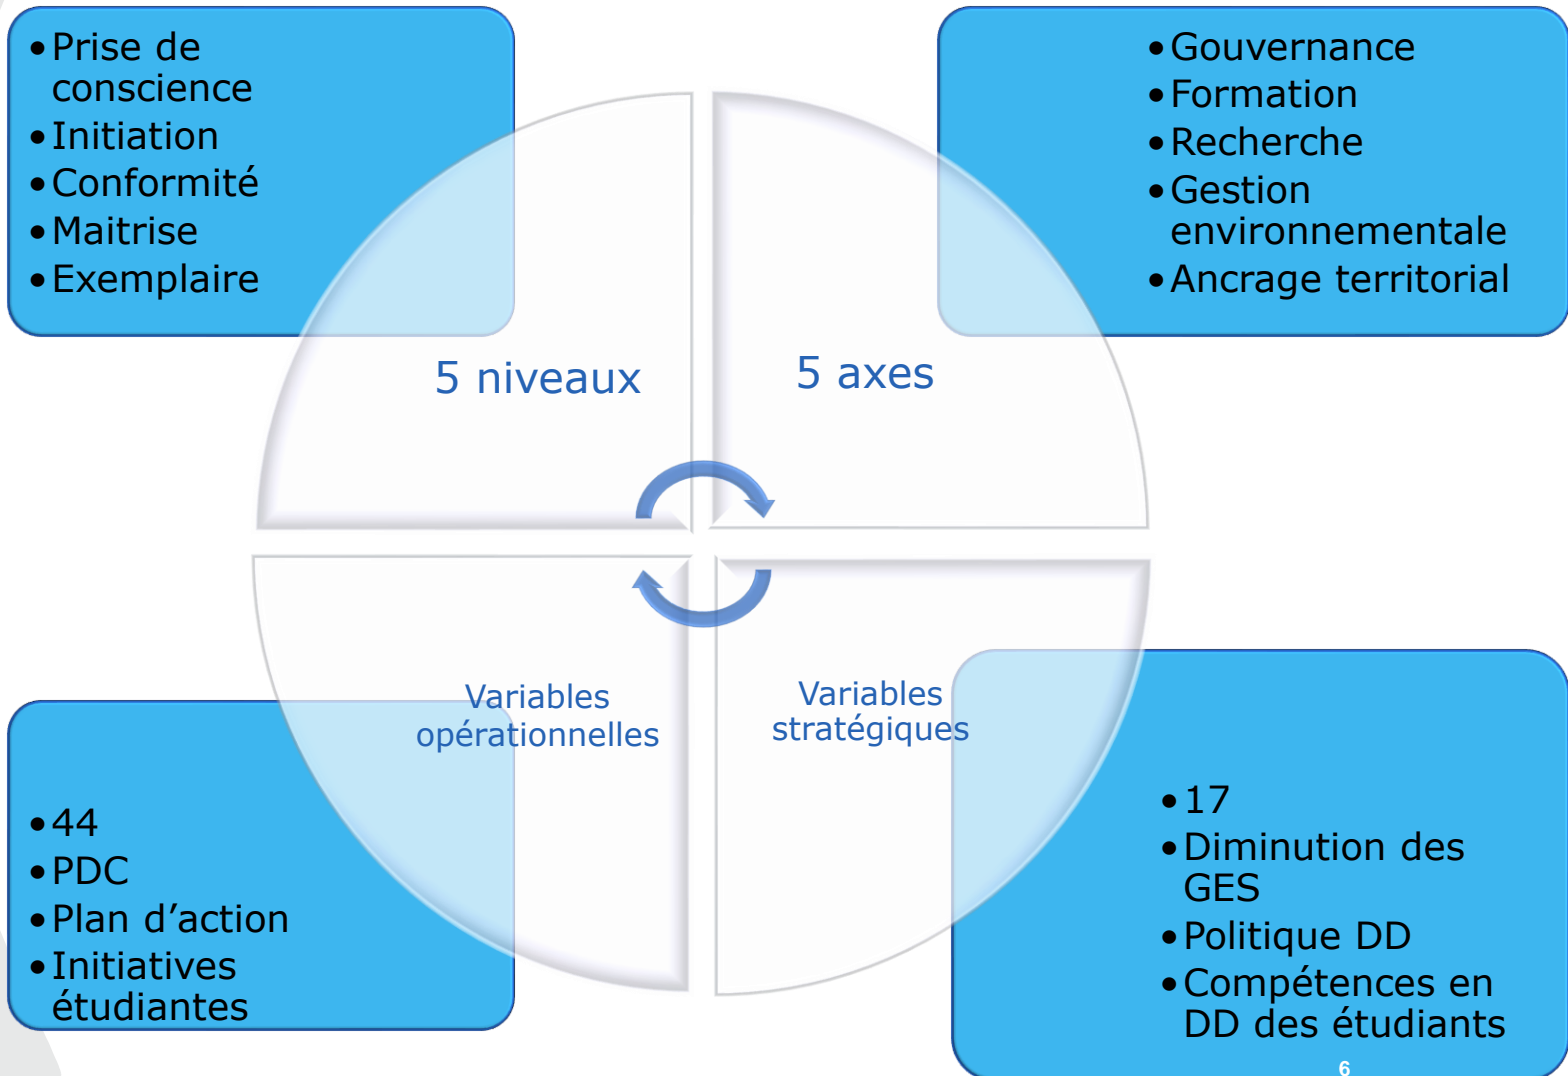 •Prise de
conscience
•Initiation
•Conformité
•Maitrise
•Exemplaire
•Gouvernance
•Formation
•Recherche
•Gestion
environnementale
•Ancrage territorial
5 niveaux
5 axes
Variables
opérationnelles
Variables
stratégiques
•44
•PDC
•Plan d’action
•Initiatives
étudiantes
•17
•Diminution des
GES
•Politique DD
•Compétences en
DD des étudiants
6